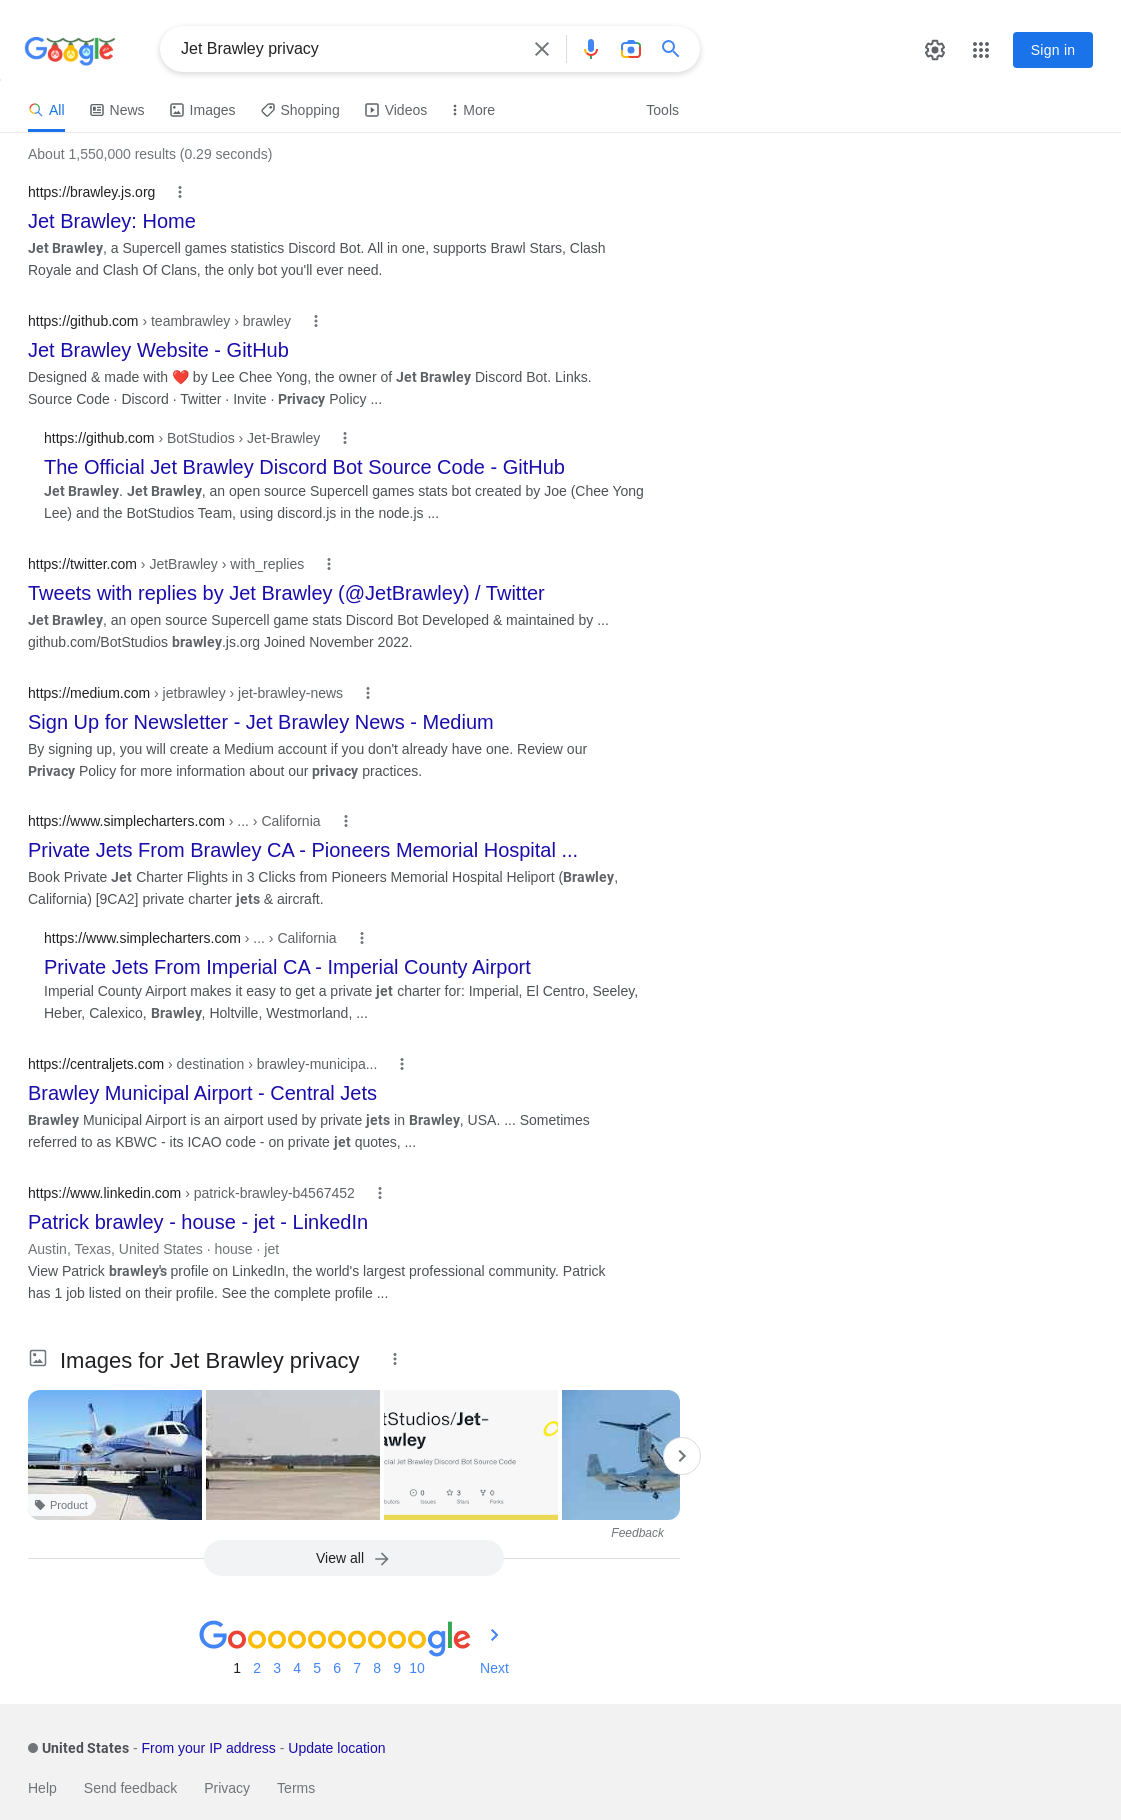 Google
Jet Brawley privacy
Sign in
All
News
Images
Shopping
Videos
More
Tools
About 1,550,000 results (0.29 seconds)
https://brawley.js.org
Jet Brawley: Home
Jet Brawley, a Supercell games statistics Discord Bot. All in one, supports Brawl Stars, Clash
Royale and Clash Of Clans, the only bot you'll ever need.
https://github.com › teambrawley › brawley
Jet Brawley Website - GitHub
Designed & made with ❤️ by Lee Chee Yong, the owner of Jet Brawley Discord Bot. Links.
Source Code · Discord · Twitter · Invite · Privacy Policy ...
https://github.com › BotStudios › Jet-Brawley
The Official Jet Brawley Discord Bot Source Code - GitHub
Jet Brawley. Jet Brawley, an open source Supercell games stats bot created by Joe (Chee Yong
Lee) and the BotStudios Team, using discord.js in the node.js ...
https://twitter.com › JetBrawley › with_replies
Tweets with replies by Jet Brawley (@JetBrawley) / Twitter
Jet Brawley, an open source Supercell game stats Discord Bot Developed & maintained by ...
github.com/BotStudios brawley.js.org Joined November 2022.
https://medium.com › jetbrawley › jet-brawley-news
Sign Up for Newsletter - Jet Brawley News - Medium
By signing up, you will create a Medium account if you don't already have one. Review our
Privacy Policy for more information about our privacy practices.
https://www.simplecharters.com › ... › California
Private Jets From Brawley CA - Pioneers Memorial Hospital ...
Book Private Jet Charter Flights in 3 Clicks from Pioneers Memorial Hospital Heliport (Brawley,
California) [9CA2] private charter jets & aircraft.
https://www.simplecharters.com › ... › California
Private Jets From Imperial CA - Imperial County Airport
Imperial County Airport makes it easy to get a private jet charter for: Imperial, El Centro, Seeley,
Heber, Calexico, Brawley, Holtville, Westmorland, ...
https://centraljets.com › destination › brawley-municipa...
Brawley Municipal Airport - Central Jets
Brawley Municipal Airport is an airport used by private jets in Brawley, USA. ... Sometimes
referred to as KBWC - its ICAO code - on private jet quotes, ...
https://www.linkedin.com › patrick-brawley-b4567452
Patrick brawley - house - jet - LinkedIn
Austin, Texas, United States · house · jet
View Patrick brawley's profile on LinkedIn, the world's largest professional community. Patrick
has 1 job listed on their profile. See the complete profile ...
Images for Jet Brawley privacy
tStudios/Jet-
awley
cial Jet Brawley Discord Bot Source Code
0 3 0
butors Issues Stars Forks
Product
Feedback
View all
Goooooooooogle
1 2 3 4 5 6 7 8 9 10 Next
United States - From your IP address - Update location
Help Send feedback Privacy Terms